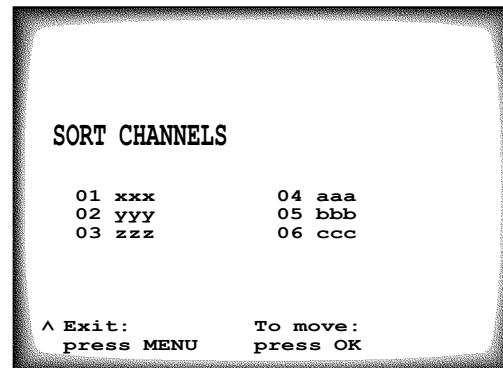 SORT CHANNELS
01 xxx 04 aaa
02 yyy 05 bbb
03 zzz 06 ccc
^ Exit: To move:
press MENU press OK